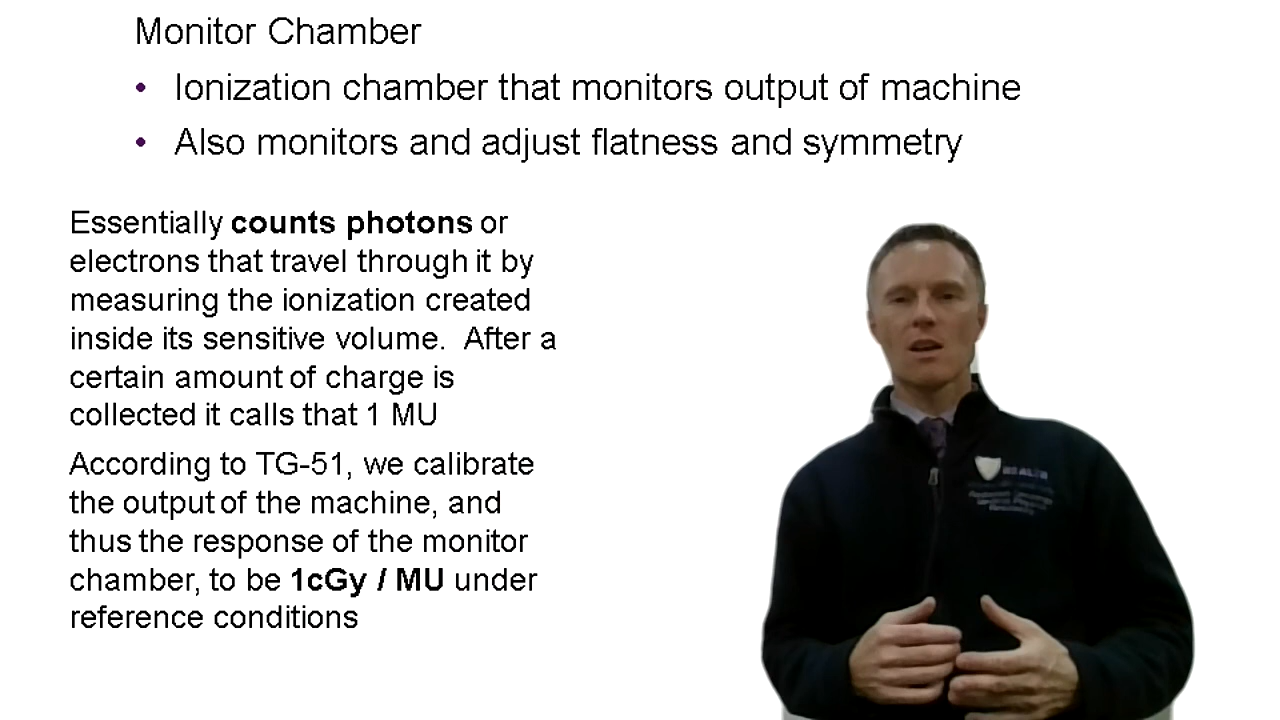 Monitor Chamber
• Ionization chamber that monitors output of machine
• Also monitors and adjust flatness and symmetry
Essentially counts photons or
electrons that travel through it by
measuring the ionization created
inside its sensitive volume.  After a
certain amount of charge is
collected it calls that 1 MU
According to TG-51, we calibrate
the output of the machine, and
thus the response of the monitor
chamber, to be 1cGy / MU under
reference conditions